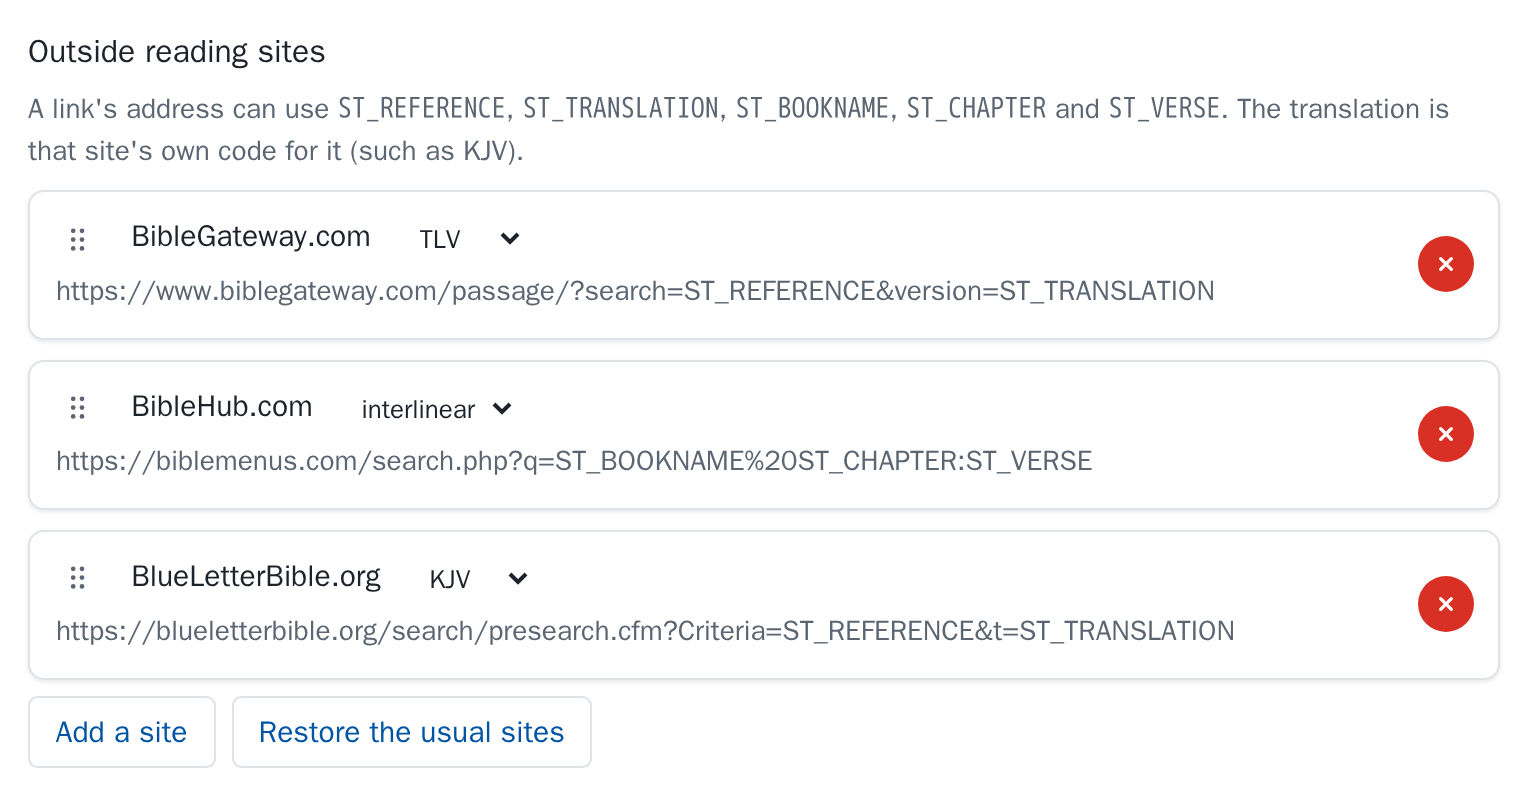 Outside reading sites
A link's address can use ST_REFERENCE, ST_TRANSLATION, ST_BOOKNAME, ST_CHAPTER and ST_VERSE. The translation is
that site's own code for it (such as KJV).
BibleGateway.com TLV
https://www.biblegateway.com/passage/?search=ST_REFERENCE&version=ST_TRANSLATION
BibleHub.com interlinear
https://biblemenus.com/search.php?q=ST_BOOKNAME%20ST_CHAPTER:ST_VERSE
BlueLetterBible.org KJV
https://blueletterbible.org/search/presearch.cfm?Criteria=ST_REFERENCE&t=ST_TRANSLATION
Add a site Restore the usual sites